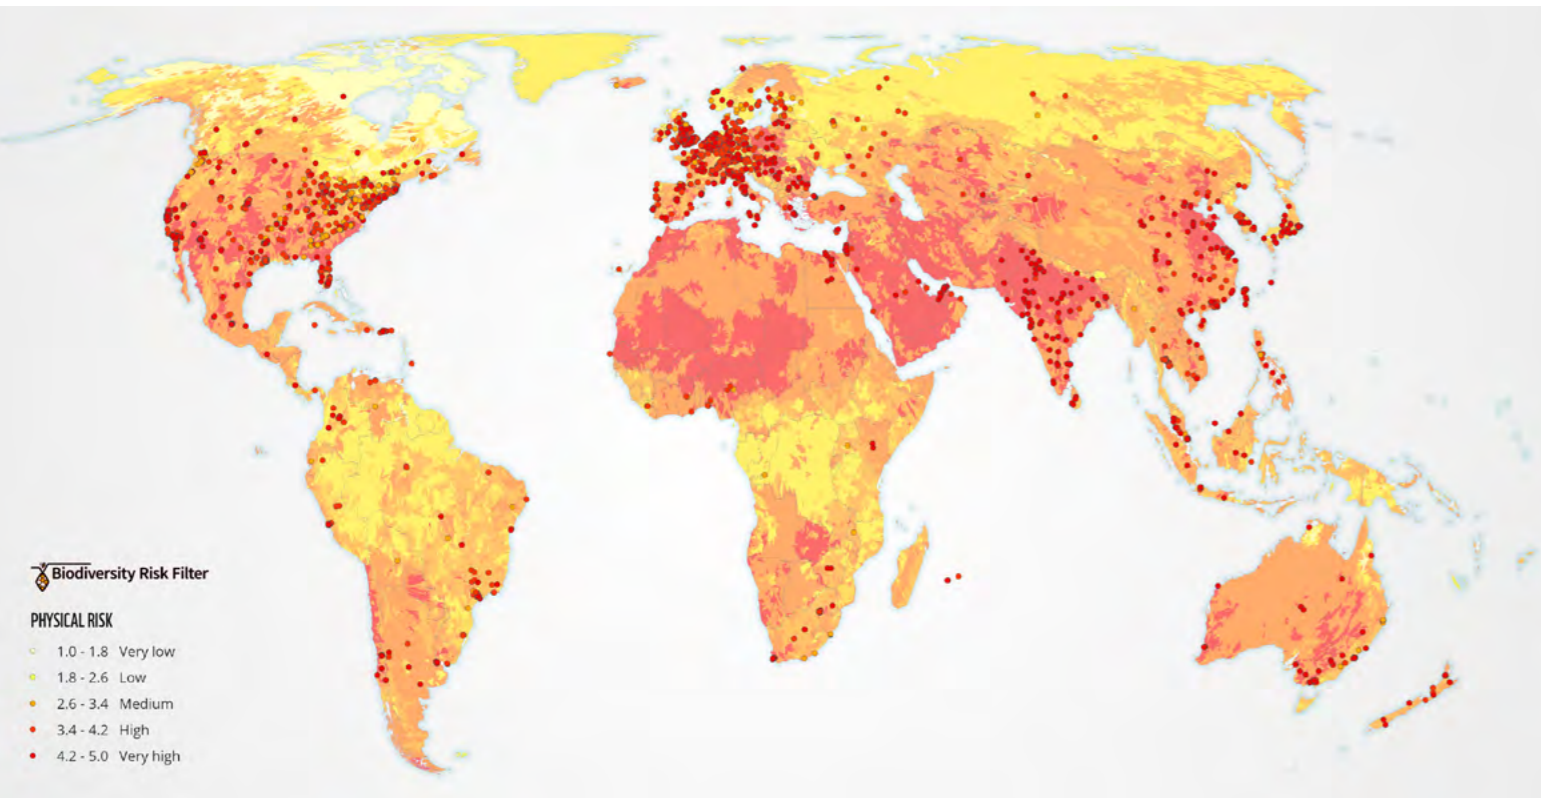 Biodiversity Risk Filter
PHYSICAL RISK
1.0 - 1.8 Very low
1.8 - 2.6 Low
2.6 - 3.4 Medium
3.4 - 4.2 High
4.2 - 5.0 Very high